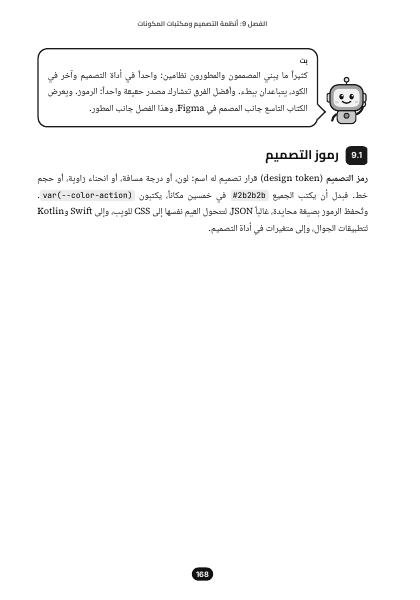 الفصل 9: أنظمة التصميم ومكتبات المكونات
بِت
كثيراً ما يبني المصممون والمطورون نظامين: واحداً في أداة التصميم وآخر في
الكود، يتباعدان ببطء. وأفضل الفرق تتشارك مصدر حقيقة واحداً: الرموز. ويعرض
الكتاب التاسع جانب المصمم في Figma، وهذا الفصل جانب المطور.
9.1 رموز التصميم
رمز التصميم (design token) قرار تصميم له اسم: لون، أو درجة مسافة، أو انحناء زاوية، أو حجم
خط. فبدل أن يكتب الجميع #2b2b2b في خمسين مكاناً، يكتبون var(--color-action).
وتُحفظ الرموز بصيغة محايدة، غالباً JSON، لتتحول القيم نفسها إلى CSS للويب، وإلى Swift وKotlin
لتطبيقات الجوال، وإلى متغيرات في أداة التصميم.
168